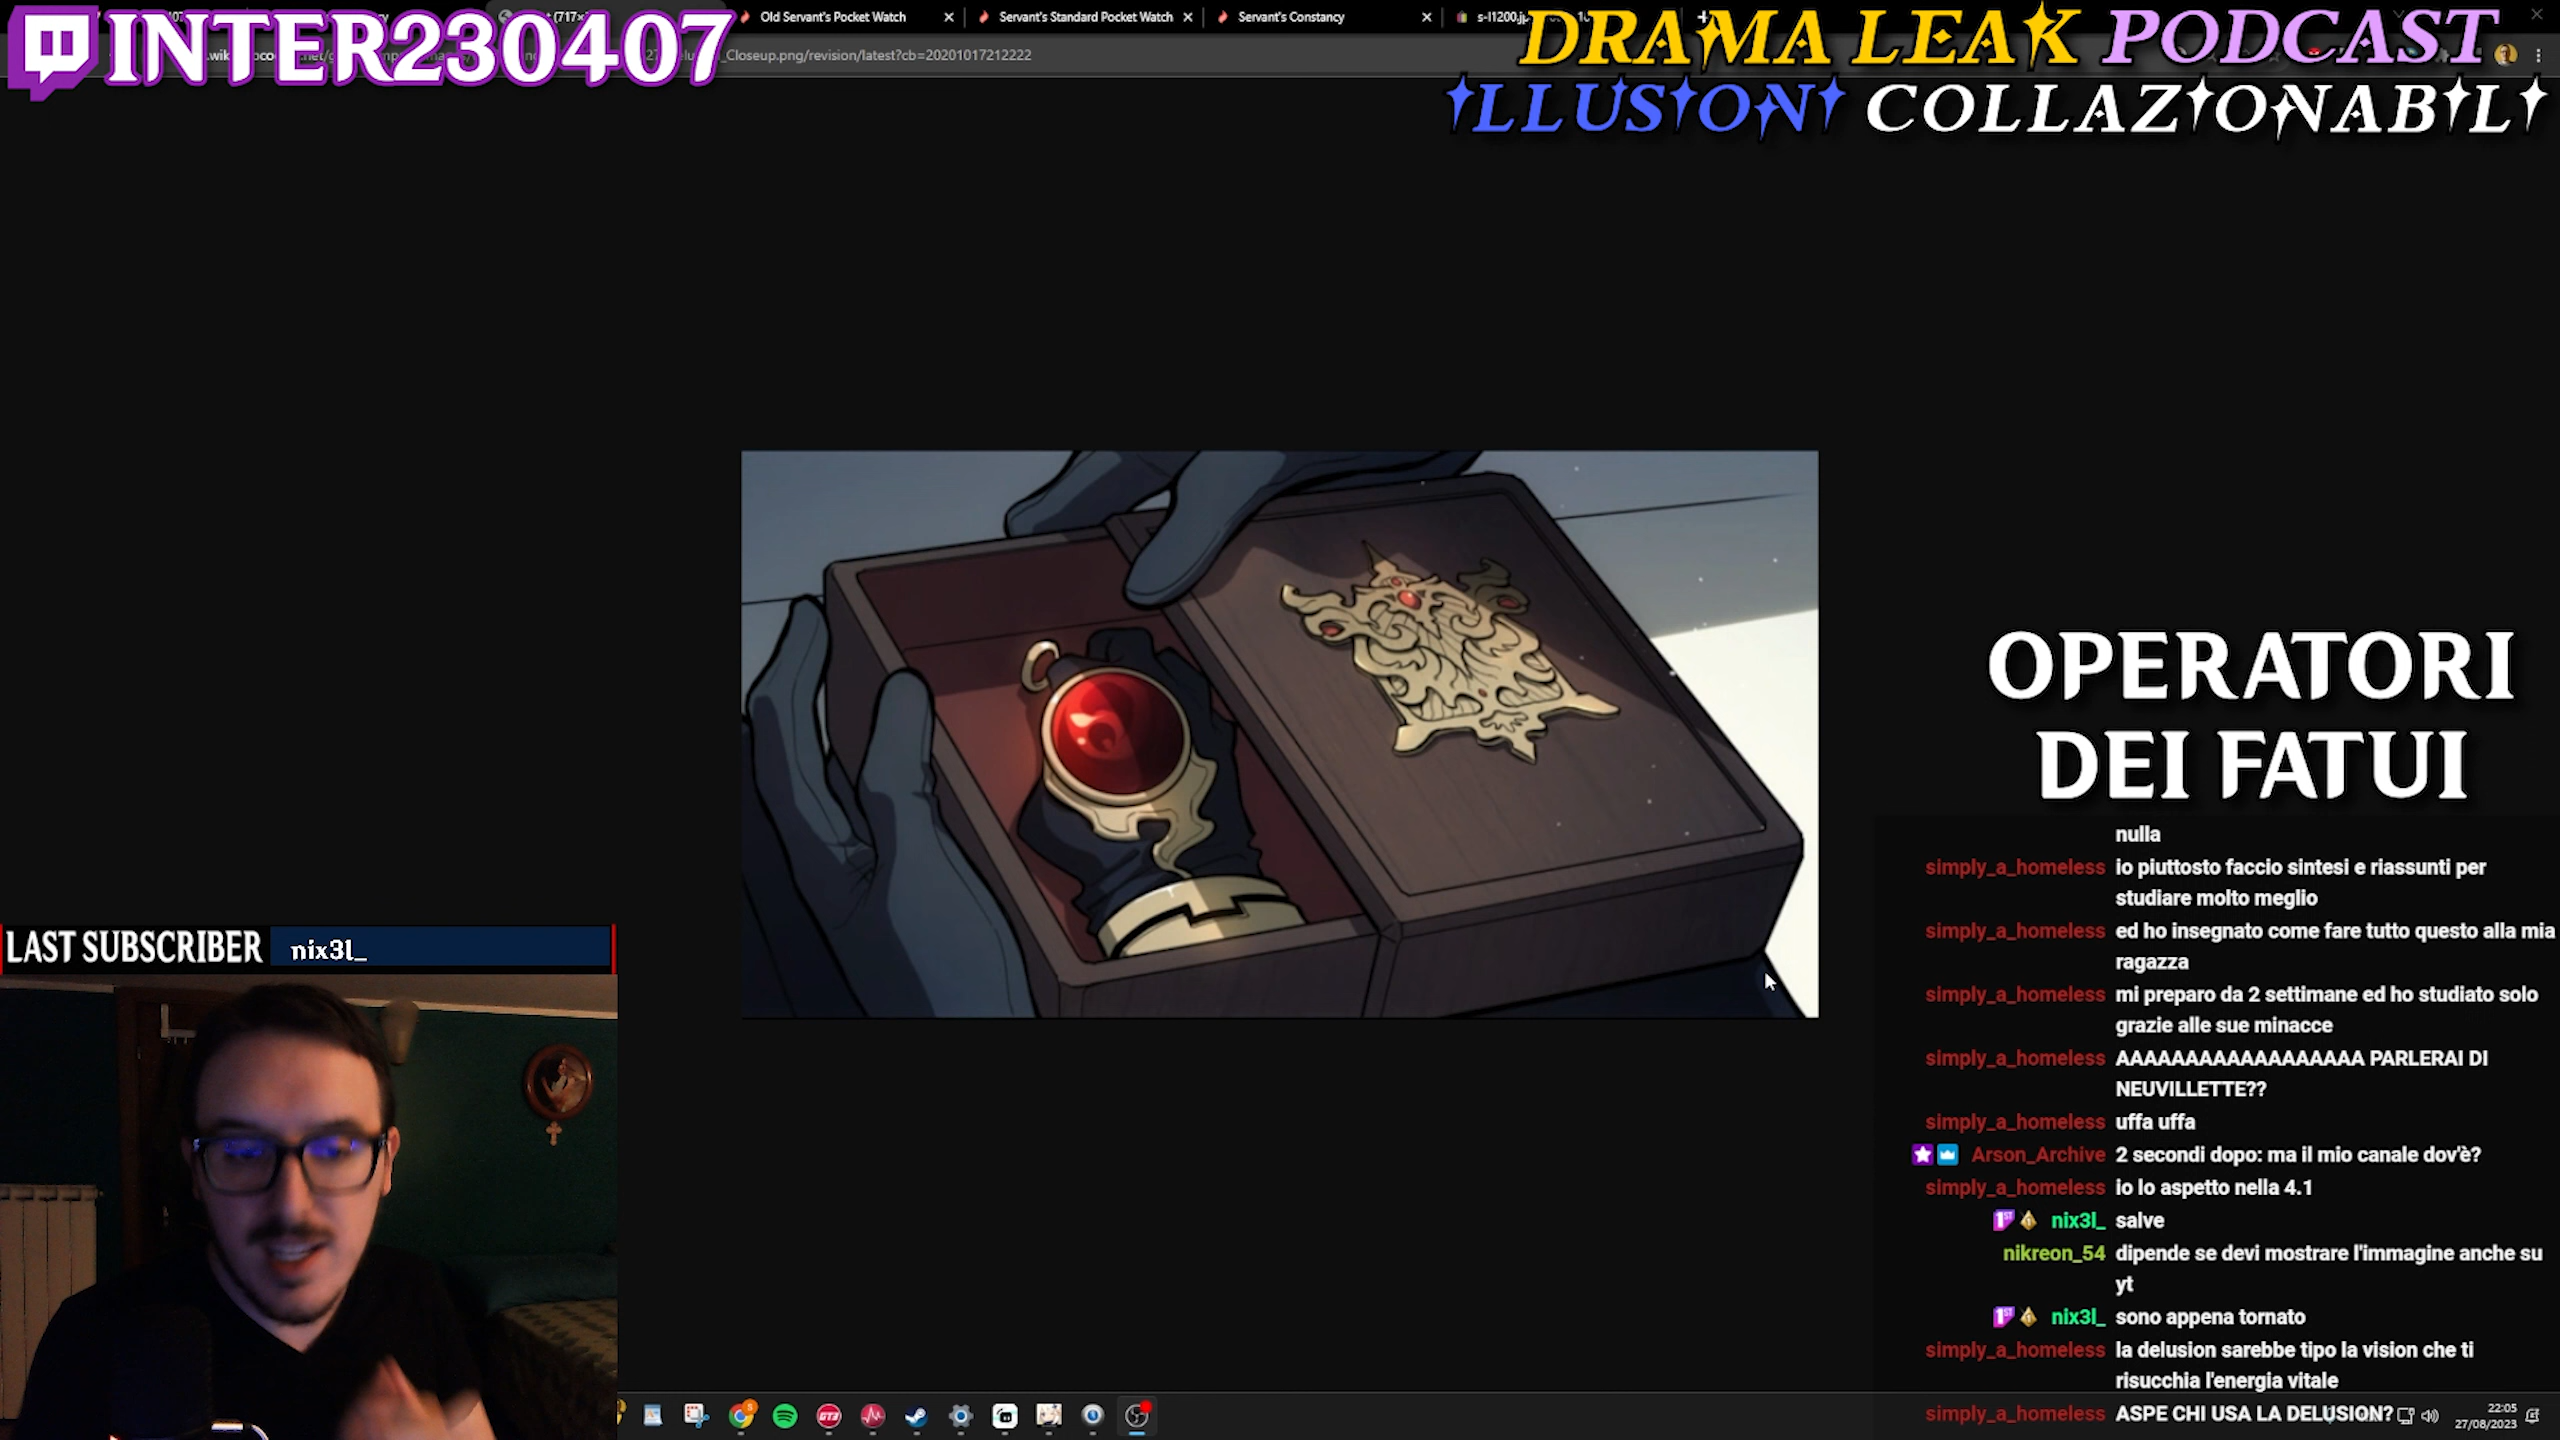 INTER230407
Old Servant's Pocket Watch
Servant's Standard Pocket Watch
Servant's Constancy
DRAMA LEAK PODCAST
_Closeup.png/revision/latest?cb=20201017212222
ILLUSIONI COLLAZIONABILI
OPERATORI
DEI FATUI
nulla
simply_a_homeless io piuttosto faccio sintesi e riassunti per
studiare molto meglio
simply_a_homeless ed ho insegnato come fare tutto questo alla mia
ragazza
simply_a_homeless mi preparo da 2 settimane ed ho studiato solo
grazie alle sue minacce
simply_a_homeless AAAAAAAAAAAAAAAAAA PARLERAI DI
NEUVILLETTE??
simply_a_homeless uffa uffa
Arson_Archive 2 secondi dopo: ma il mio canale dov'è?
simply_a_homeless io lo aspetto nella 4.1
nix3l_ salve
nikreon_54 dipende se devi mostrare l'immagine anche su
yt
nix3l_ sono appena tornato
simply_a_homeless la delusion sarebbe tipo la vision che ti
risucchia l'energia vitale
simply_a_homeless ASPE CHI USA LA DELUSION?
LAST SUBSCRIBER nix3l_
22:05
27/08/2023